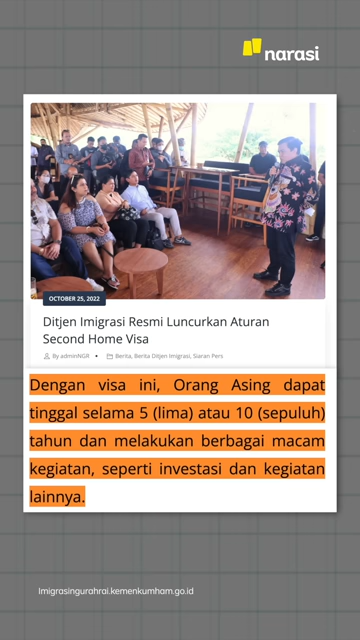 narasi
OCTOBER 25, 2022
Ditjen Imigrasi Resmi Luncurkan Aturan
Second Home Visa
By adminNGR • Berita, Berita Ditjen Imigrasi, Siaran Pers
Dengan visa ini, Orang Asing dapat
tinggal selama 5 (lima) atau 10 (sepuluh)
tahun dan melakukan berbagai macam
kegiatan, seperti investasi dan kegiatan
lainnya.
Imigrasingurahrai.kemenkumham.go.id